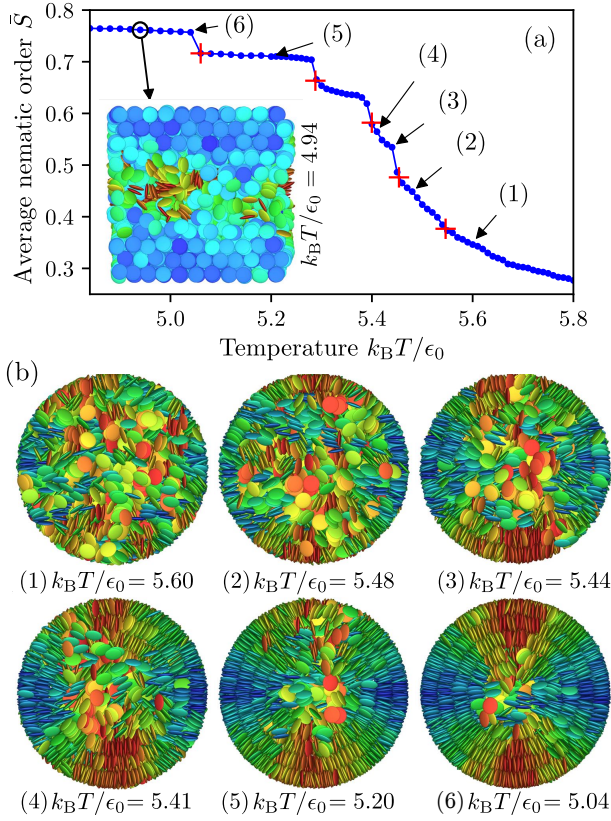 0.8
0.7
0.6
0.5
0.4
0.3
Average nematic order S̄
(a)
(6)
(5)
(4)
(3)
(2)
(1)
k_BT/ϵ_0 = 4.94
5.0 5.2 5.4 5.6 5.8
Temperature k_BT/ϵ_0
(b)
(1) k_BT/ϵ_0 = 5.60 (2) k_BT/ϵ_0 = 5.48 (3) k_BT/ϵ_0 = 5.44
(4) k_BT/ϵ_0 = 5.41 (5) k_BT/ϵ_0 = 5.20 (6) k_BT/ϵ_0 = 5.04